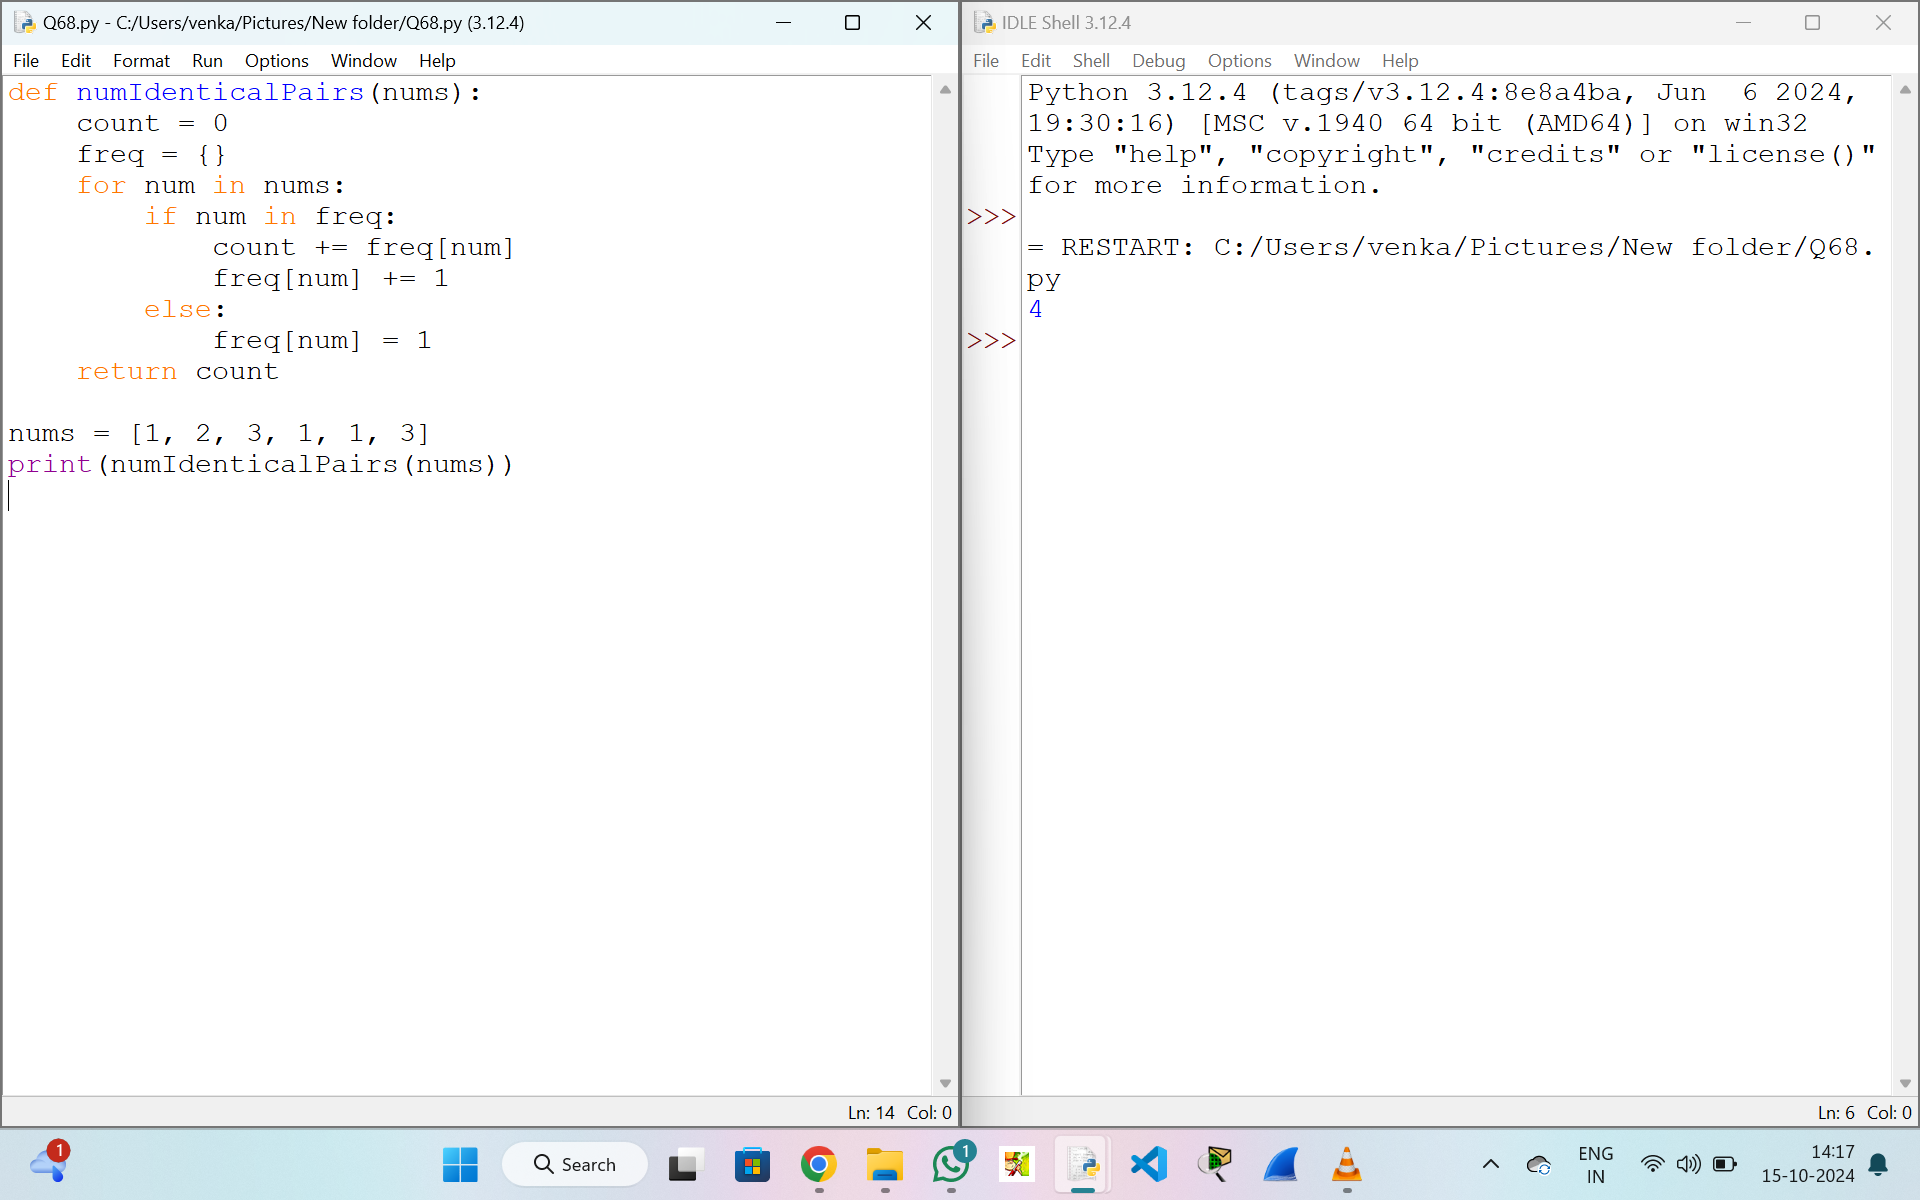 Q68.py - C:/Users/venka/Pictures/New folder/Q68.py (3.12.4)
File Edit Format Run Options Window Help
def numIdenticalPairs(nums):
    count = 0
    freq = {}
    for num in nums:
        if num in freq:
            count += freq[num]
            freq[num] += 1
        else:
            freq[num] = 1
    return count

nums = [1, 2, 3, 1, 1, 3]
print(numIdenticalPairs(nums))
Ln: 14 Col: 0
IDLE Shell 3.12.4
File Edit Shell Debug Options Window Help
Python 3.12.4 (tags/v3.12.4:8e8a4ba, Jun  6 2024,
19:30:16) [MSC v.1940 64 bit (AMD64)] on win32
Type "help", "copyright", "credits" or "license()"
for more information.
>>>
= RESTART: C:/Users/venka/Pictures/New folder/Q68.
py
4
>>>
Ln: 6 Col: 0
1
Search
1
ENG
IN
14:17
15-10-2024